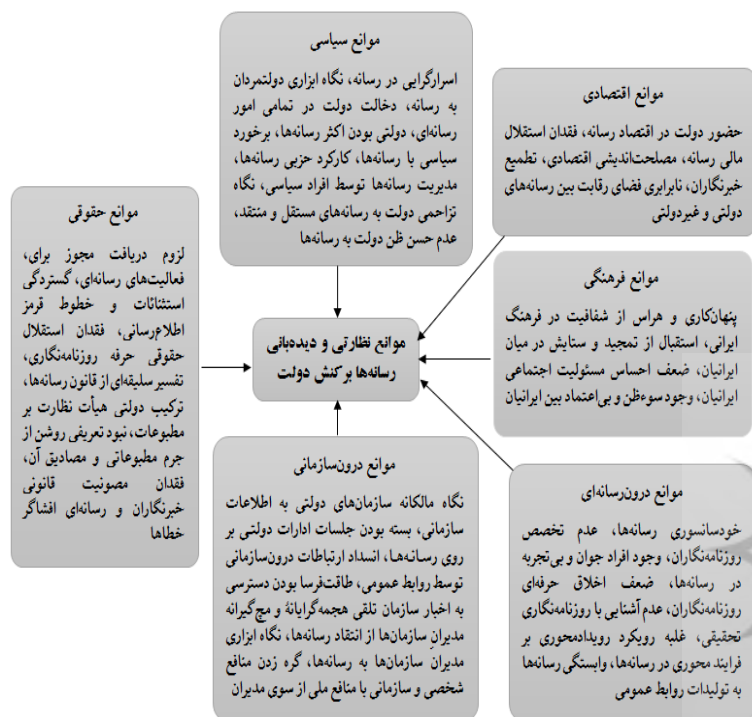 موانع سیاسی
اسرارگرایی در رسانه، نگاه ابزاری دولتمردان
به رسانه، دخالت دولت در تمامی امور
رسانه‌ای، دولتی بودن اکثر رسانه‌ها، برخورد
سیاسی با رسانه‌ها، کارکرد حزبی رسانه‌ها،
مدیریت رسانه‌ها توسط افراد سیاسی، نگاه
تزاحمی دولت به رسانه‌های مستقل و منتقد،
عدم حسن ظن دولت به رسانه‌ها
موانع اقتصادی
حضور دولت در اقتصاد رسانه، فقدان استقلال
مالی رسانه، مصلحت‌اندیشی اقتصادی، تطمیع
خبرنگاران، نابرابری فضای رقابت بین رسانه‌های
دولتی و غیردولتی
موانع حقوقی
لزوم دریافت مجوز برای،
فعالیت‌های رسانه‌ای، گستردگی
استثنائات و خطوط قرمز
اطلاع‌رسانی، فقدان استقلال
حقوقی حرفه روزنامه‌نگاری،
تفسیر سلیقه‌ای از قانون رسانه‌ها،
ترکیب دولتی هیأت نظارت بر
مطبوعات، نبود تعریفی روشن از
جرم مطبوعاتی و مصادیق آن،
فقدان مصونیت قانونی
خبرنگاران و رسانه‌ای افشاگر
خطاها
موانع فرهنگی
پنهان‌کاری و هراس از شفافیت در فرهنگ
ایرانی، استقبال از تمجید و ستایش در میان
ایرانیان، ضعف احساس مسئولیت اجتماعی
ایرانیان، وجود سوءظن و بی‌اعتماد بین ایرانیان
موانع نظارتی و دیده‌بانی
رسانه‌ها بر کنش دولت
موانع درون‌سازمانی
نگاه مالکانه سازمان‌های دولتی به اطلاعات
سازمانی، بسته بودن جلسات ادارات دولتی بر
روی رسانه‌ها، انسداد ارتباطات درون‌سازمانی
توسط روابط عمومی، طاقت‌فرسا بودن دسترسی
به اخبار سازمان تلقی هجمه‌گرایانهٔ و مچ‌گیرانه
مدیرانِ سازمان‌ها از انتقاد رسانه‌ها، نگاه ابزاری
مدیرانِ سازمان‌ها به رسانه‌ها، گره زدن منافع
شخصی و سازمانی با منافع ملی از سوی مدیران
موانع درون‌رسانه‌ای
خودسانسوری رسانه‌ها، عدم تخصص
روزنامه‌نگاران، وجود افراد جوان و بی‌تجربه
در رسانه‌ها، ضعف اخلاق حرفه‌ای
روزنامه‌نگاران، عدم آشنایی با روزنامه‌نگاری
تحقیقی، غلبه رویکرد رویدادمحوری بر
فرایند محوری در رسانه‌ها، وابستگی رسانه‌ها
به تولیدات روابط عمومی